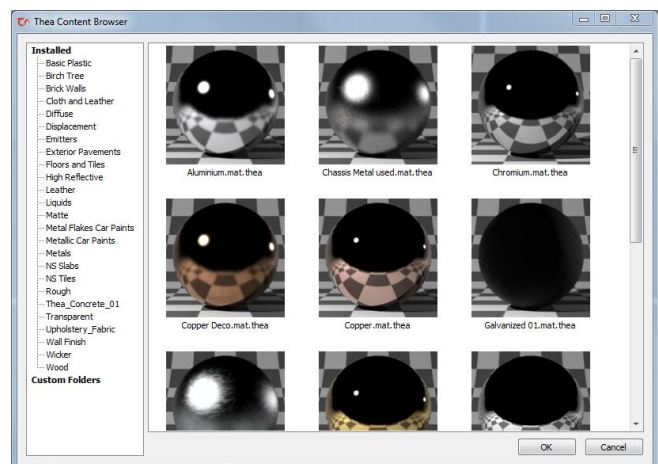 Thea Content Browser
Installed
Basic Plastic
Birch Tree
Brick Walls
Cloth and Leather
Diffuse
Displacement
Emitters
Exterior Pavements
Floors and Tiles
High Reflective
Leather
Liquids
Matte
Metal Flakes Car Paints
Metallic Car Paints
Metals
NS Slabs
NS Tiles
Rough
Thea_Concrete_01
Transparent
Upholstery_Fabric
Wall Finish
Wicker
Wood
Custom Folders
Aluminium.mat.thea
Chassis Metal used.mat.thea
Chromium.mat.thea
Copper Deco.mat.thea
Copper.mat.thea
Galvanized 01.mat.thea
OK
Cancel